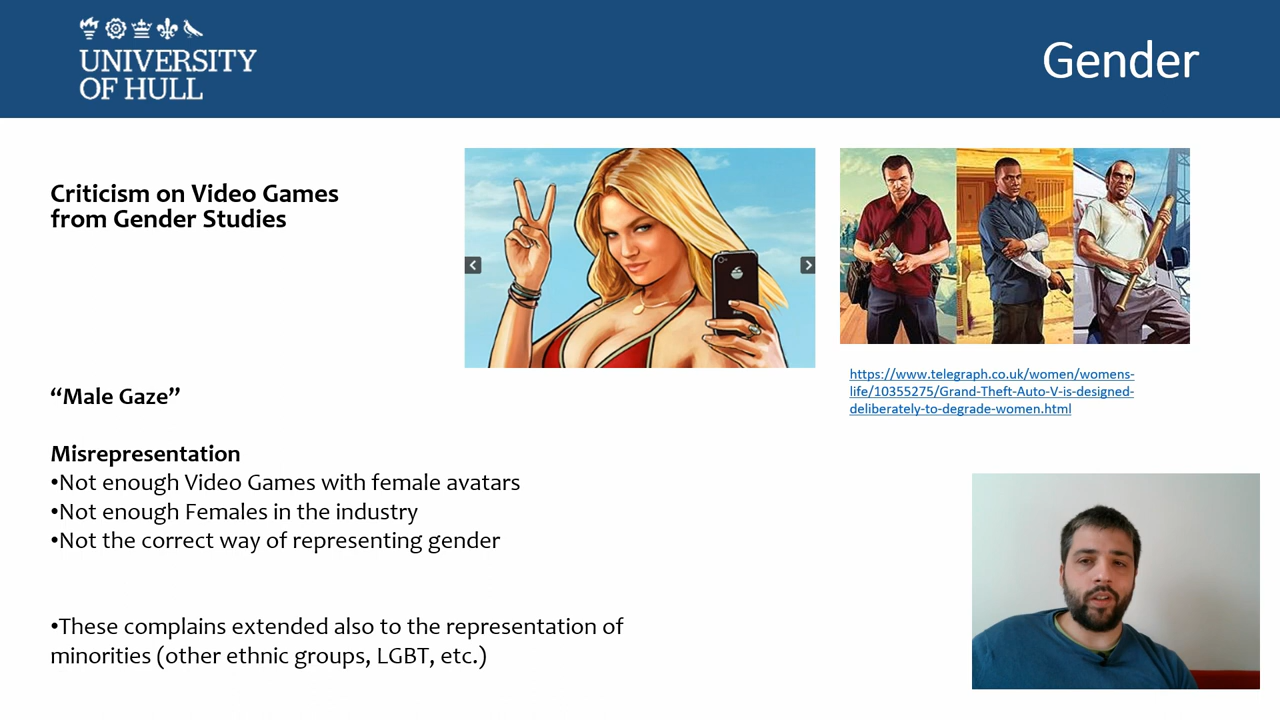 UNIVERSITY
OF HULL
Gender
Criticism on Video Games
from Gender Studies
https://www.telegraph.co.uk/women/womens-
life/10355275/Grand-Theft-Auto-V-is-designed-
deliberately-to-degrade-women.html
“Male Gaze”
Misrepresentation
•Not enough Video Games with female avatars
•Not enough Females in the industry
•Not the correct way of representing gender
•These complains extended also to the representation of
minorities (other ethnic groups, LGBT, etc.)